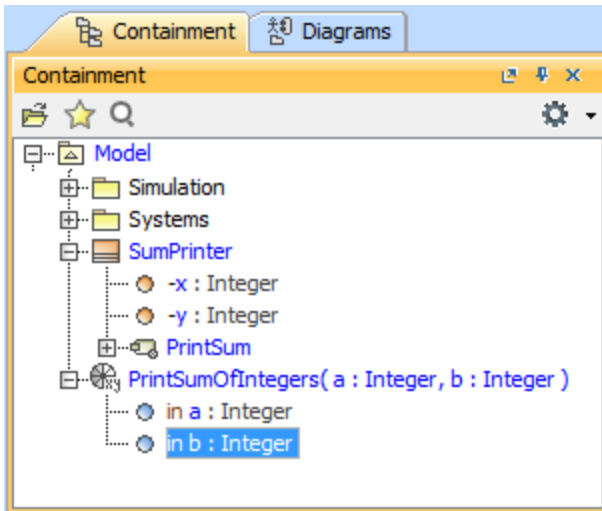 Containment Diagrams
Containment
Model
Simulation
Systems
SumPrinter
-x : Integer
-y : Integer
PrintSum
PrintSumOfIntegers( a : Integer, b : Integer )
in a : Integer
in b : Integer